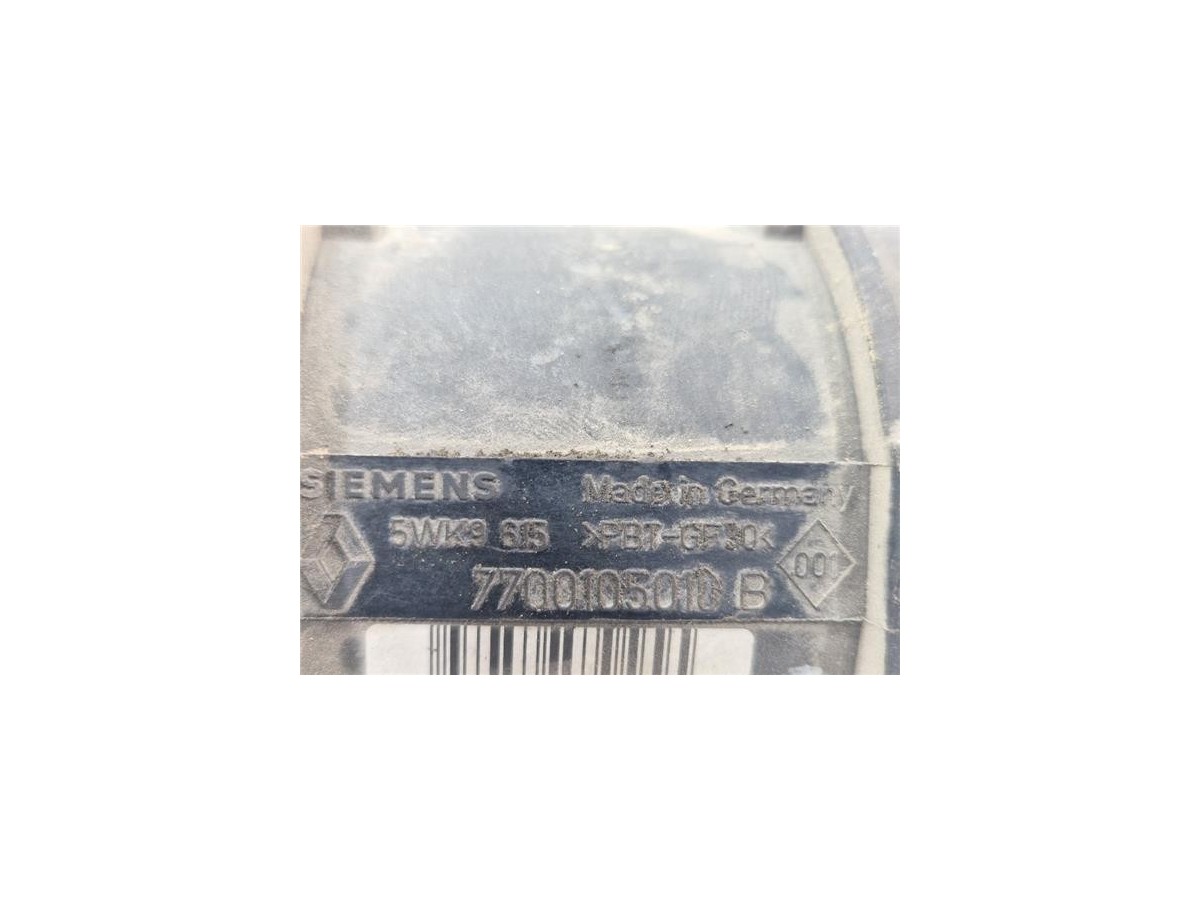 SIEMENS Made in Germany
5WK9 615 >PBT-GF30< 001
7700105010 B